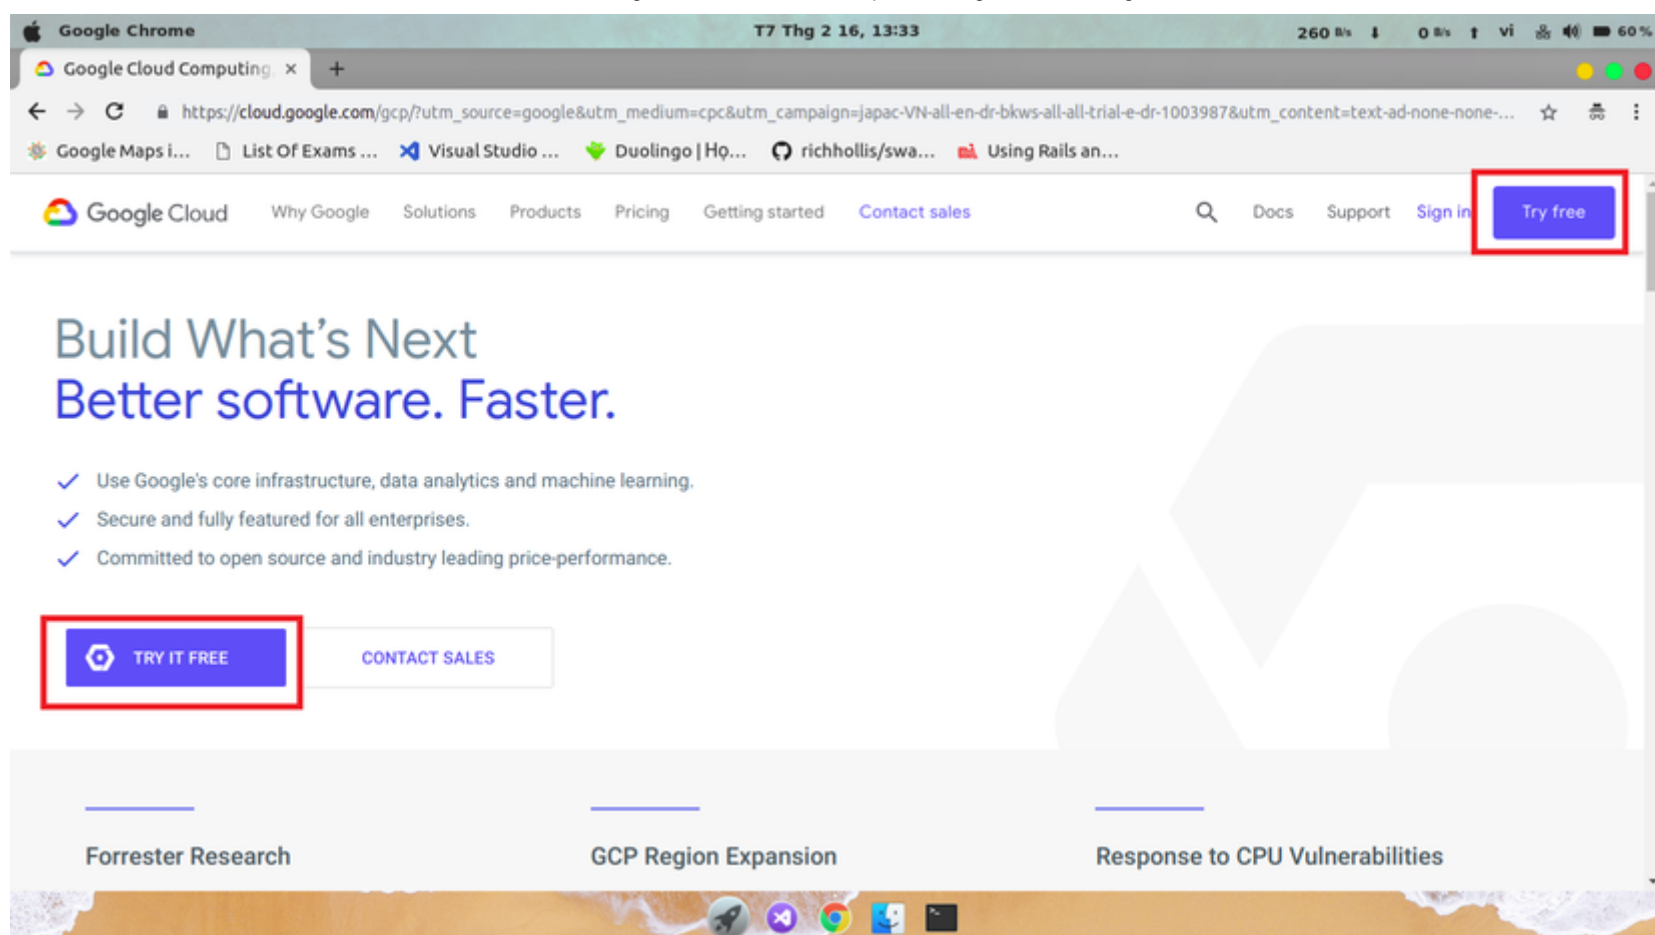 Google Chrome T7 Thg 2 16, 13:33 260 B/s 0 B/s vi 60%
Google Cloud Computing, × +
https://cloud.google.com/gcp/?utm_source=google&utm_medium=cpc&utm_campaign=japac-VN-all-en-dr-bkws-all-all-trial-e-dr-1003987&utm_content=text-ad-none-none-...
Google Maps i... List Of Exams ... Visual Studio ... Duolingo | Họ... richhollis/swa... Using Rails an...
Google Cloud Why Google Solutions Products Pricing Getting started Contact sales Docs Support Sign in Try free
Build What's Next
Better software. Faster.
Use Google's core infrastructure, data analytics and machine learning.
Secure and fully featured for all enterprises.
Committed to open source and industry leading price-performance.
TRY IT FREE CONTACT SALES
Forrester Research GCP Region Expansion Response to CPU Vulnerabilities